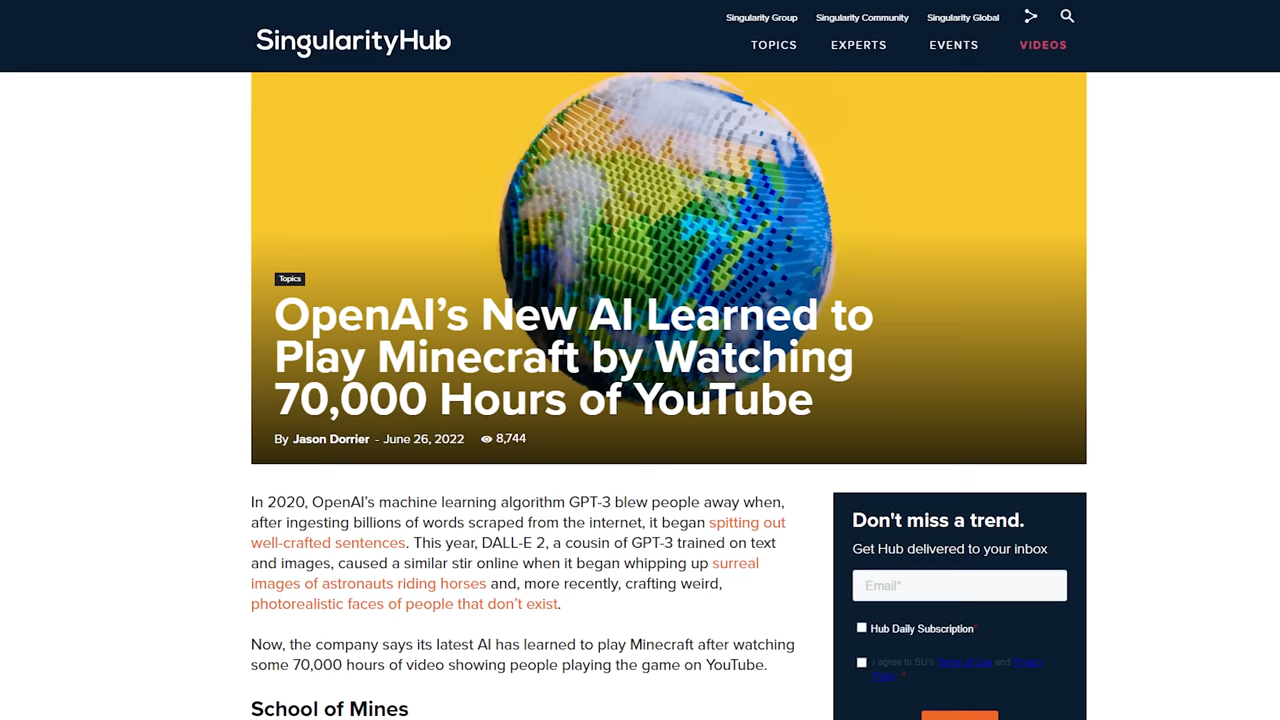 Singularity Group Singularity Community Singularity Global
SingularityHub
TOPICS EXPERTS EVENTS VIDEOS
Topics
OpenAI's New AI Learned to
Play Minecraft by Watching
70,000 Hours of YouTube
By Jason Dorrier - June 26, 2022 8,744
In 2020, OpenAI's machine learning algorithm GPT-3 blew people away when,
after ingesting billions of words scraped from the internet, it began spitting out
well-crafted sentences. This year, DALL-E 2, a cousin of GPT-3 trained on text
and images, caused a similar stir online when it began whipping up surreal
images of astronauts riding horses and, more recently, crafting weird,
photorealistic faces of people that don't exist.
Now, the company says its latest AI has learned to play Minecraft after watching
some 70,000 hours of video showing people playing the game on YouTube.
School of Mines
Don't miss a trend.
Get Hub delivered to your inbox
Email*
Hub Daily Subscription*
I agree to SU's Terms of Use and Privacy
Policy. *